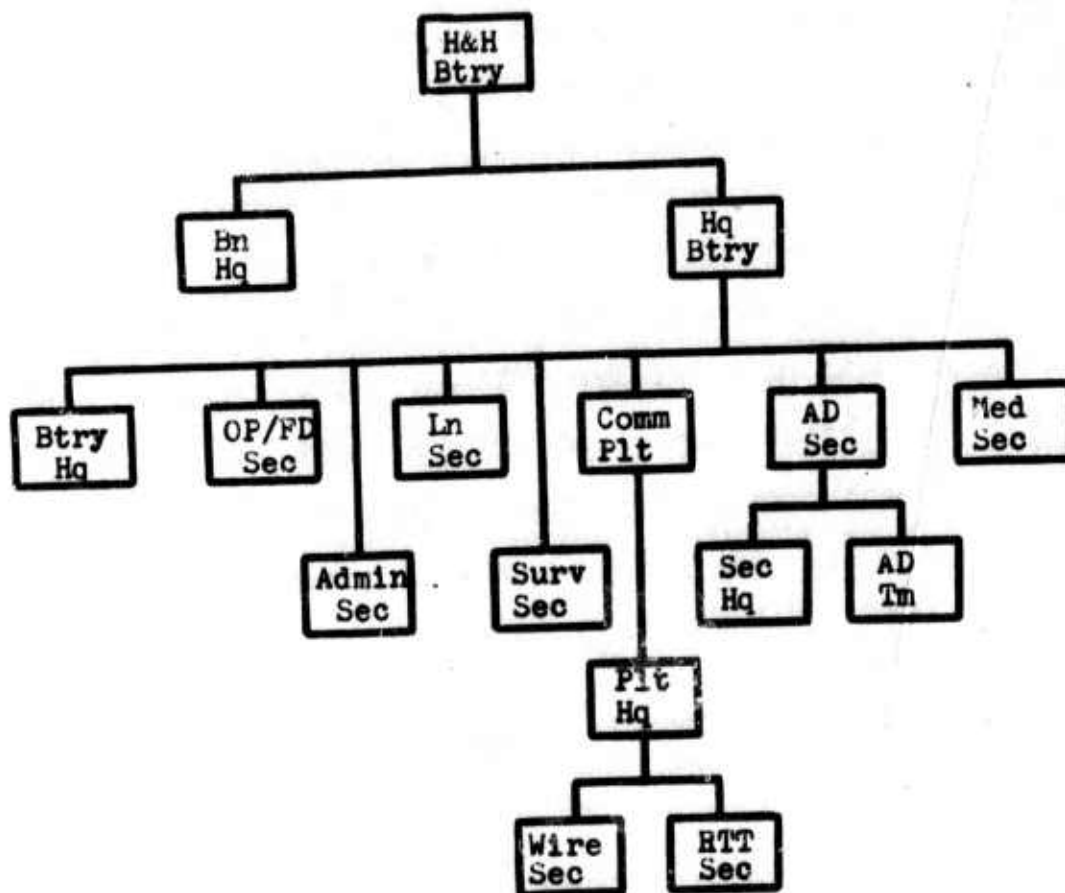 H&H
Btry
Bn
Hq
Hq
Btry
Btry
Hq
OP/FD
Sec
Ln
Sec
Comm
Plt
AD
Sec
Med
Sec
Admin
Sec
Surv
Sec
Sec
Hq
AD
Tm
Plt
Hq
Wire
Sec
RTT
Sec